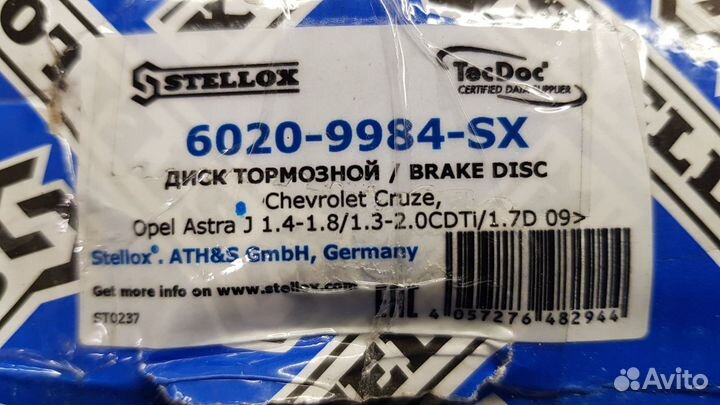 STELLOX
TecDoc
CERTIFIED DATA SUPPLIER
6020-9984-SX
ДИСК ТОРМОЗНОЙ / BRAKE DISC
Chevrolet Cruze,
Opel Astra J 1.4-1.8/1.3-2.0CDTi/1.7D 09>
Stellox®. ATH&S GmbH, Germany
Get more info on www.stellox.com
EAC
ST0237
4 057276 482944
Avito